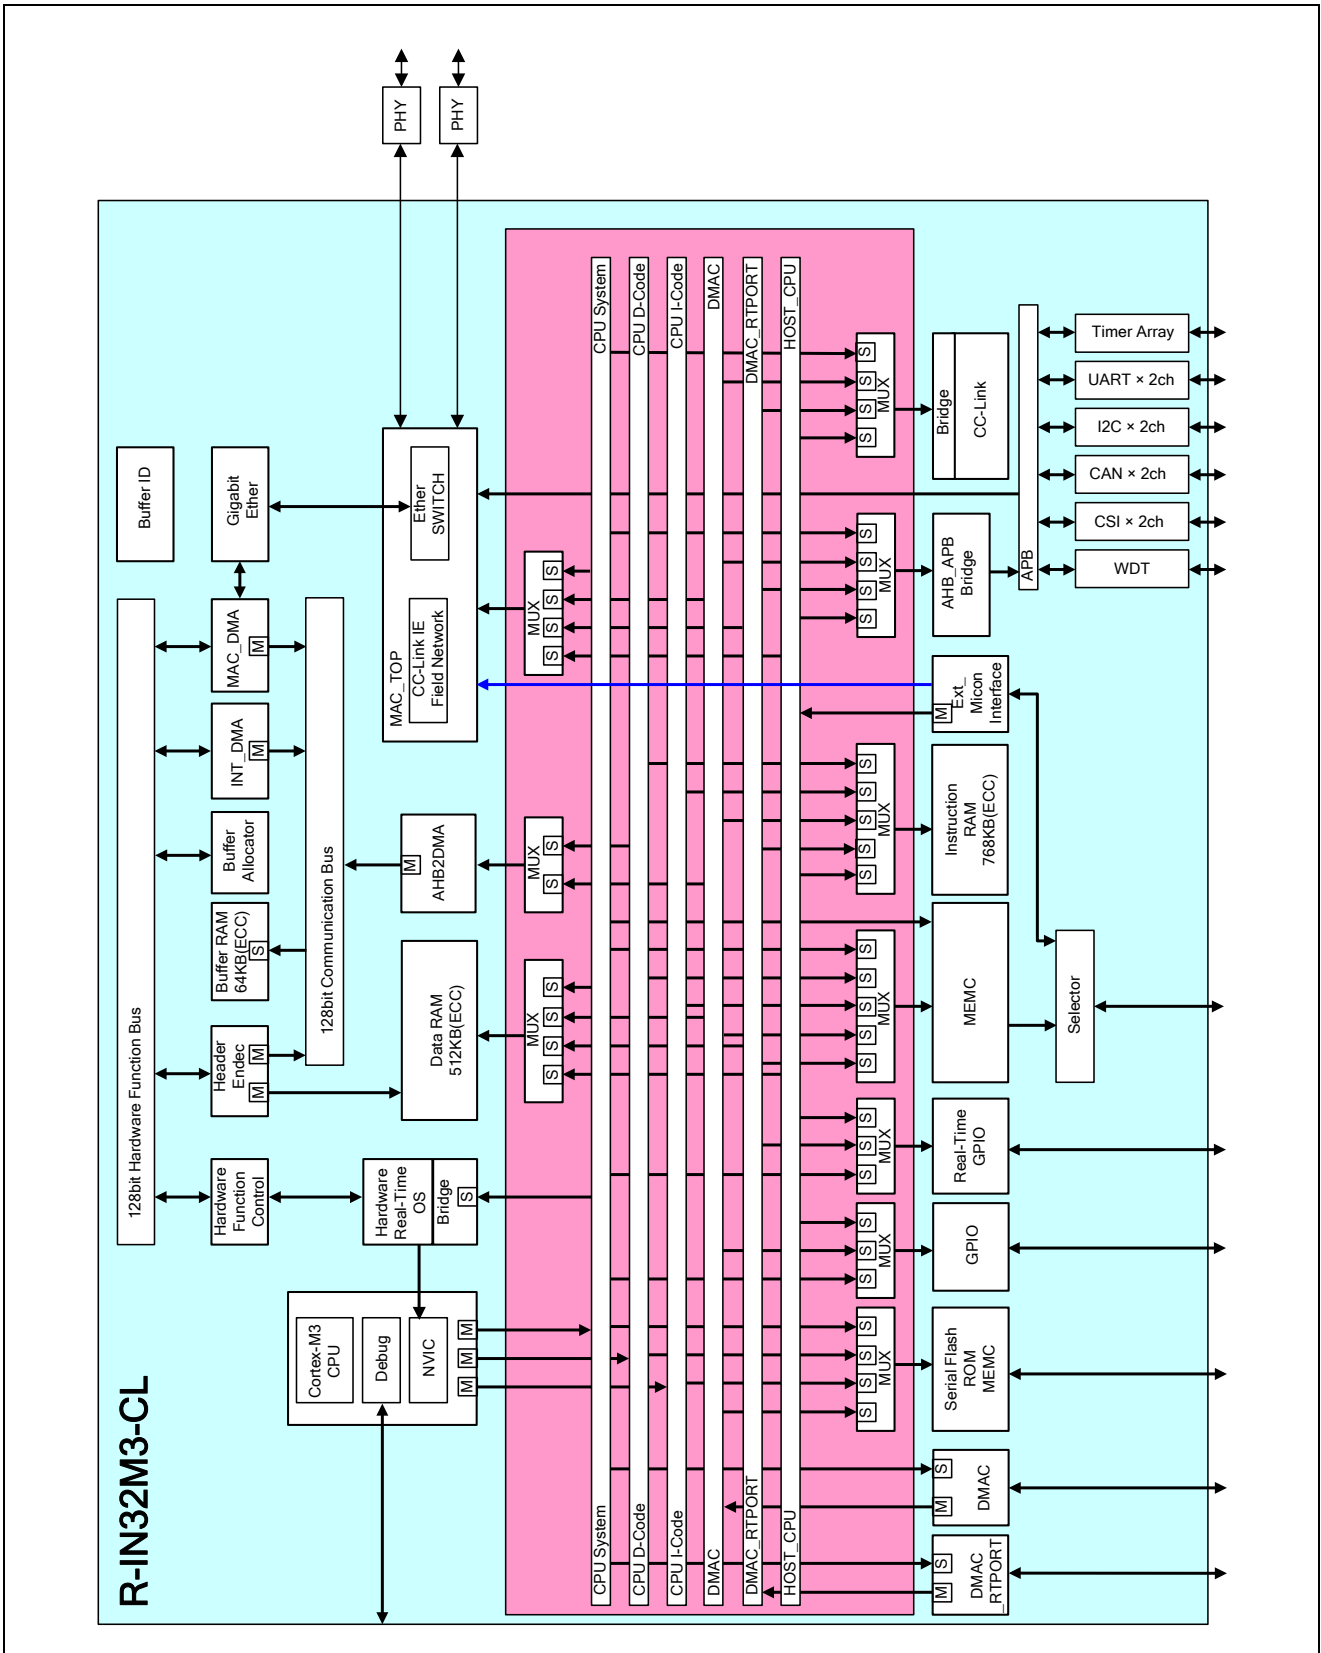 R-IN32M3-CL
PHY
PHY
Buffer ID
Gigabit
Ether
Ether
SWITCH
CC-Link IE
Field Network
MAC_TOP
128bit Hardware Function Bus
MAC_DMA
M
INT_DMA
M
Buffer
Allocator
Buffer RAM
64KB(ECC)
S
Header
Endec
M
M
Hardware
Function
Control
128bit Communication Bus
AHB2DMA
M
Data RAM
512KB(ECC)
Hardware
Real-Time
OS
Bridge
S
Cortex-M3
CPU
Debug
NVIC
M
M
M
MUX
S
S
S
S
MUX
S
S
MUX
S
S
S
S
CPU System
CPU D-Code
CPU I-Code
DMAC
DMAC_RTPORT
HOST_CPU
CPU System
CPU D-Code
CPU I-Code
DMAC
DMAC_RTPORT
HOST_CPU
S
S
S
S
MUX
Bridge
CC-Link
S
S
S
S
MUX
AHB_APB
Bridge
APB
Timer Array
UART × 2ch
I2C × 2ch
CAN × 2ch
CSI × 2ch
WDT
M
Ext_
Micon
Interface
S
S
S
S
S
MUX
Instruction
RAM
768KB(ECC)
S
S
S
S
S
MUX
MEMC
Selector
S
S
S
MUX
Real-Time
GPIO
S
S
S
MUX
GPIO
S
S
S
S
MUX
Serial Flash
ROM
MEMC
S
M
DMAC
S
M
DMAC
_RTPORT